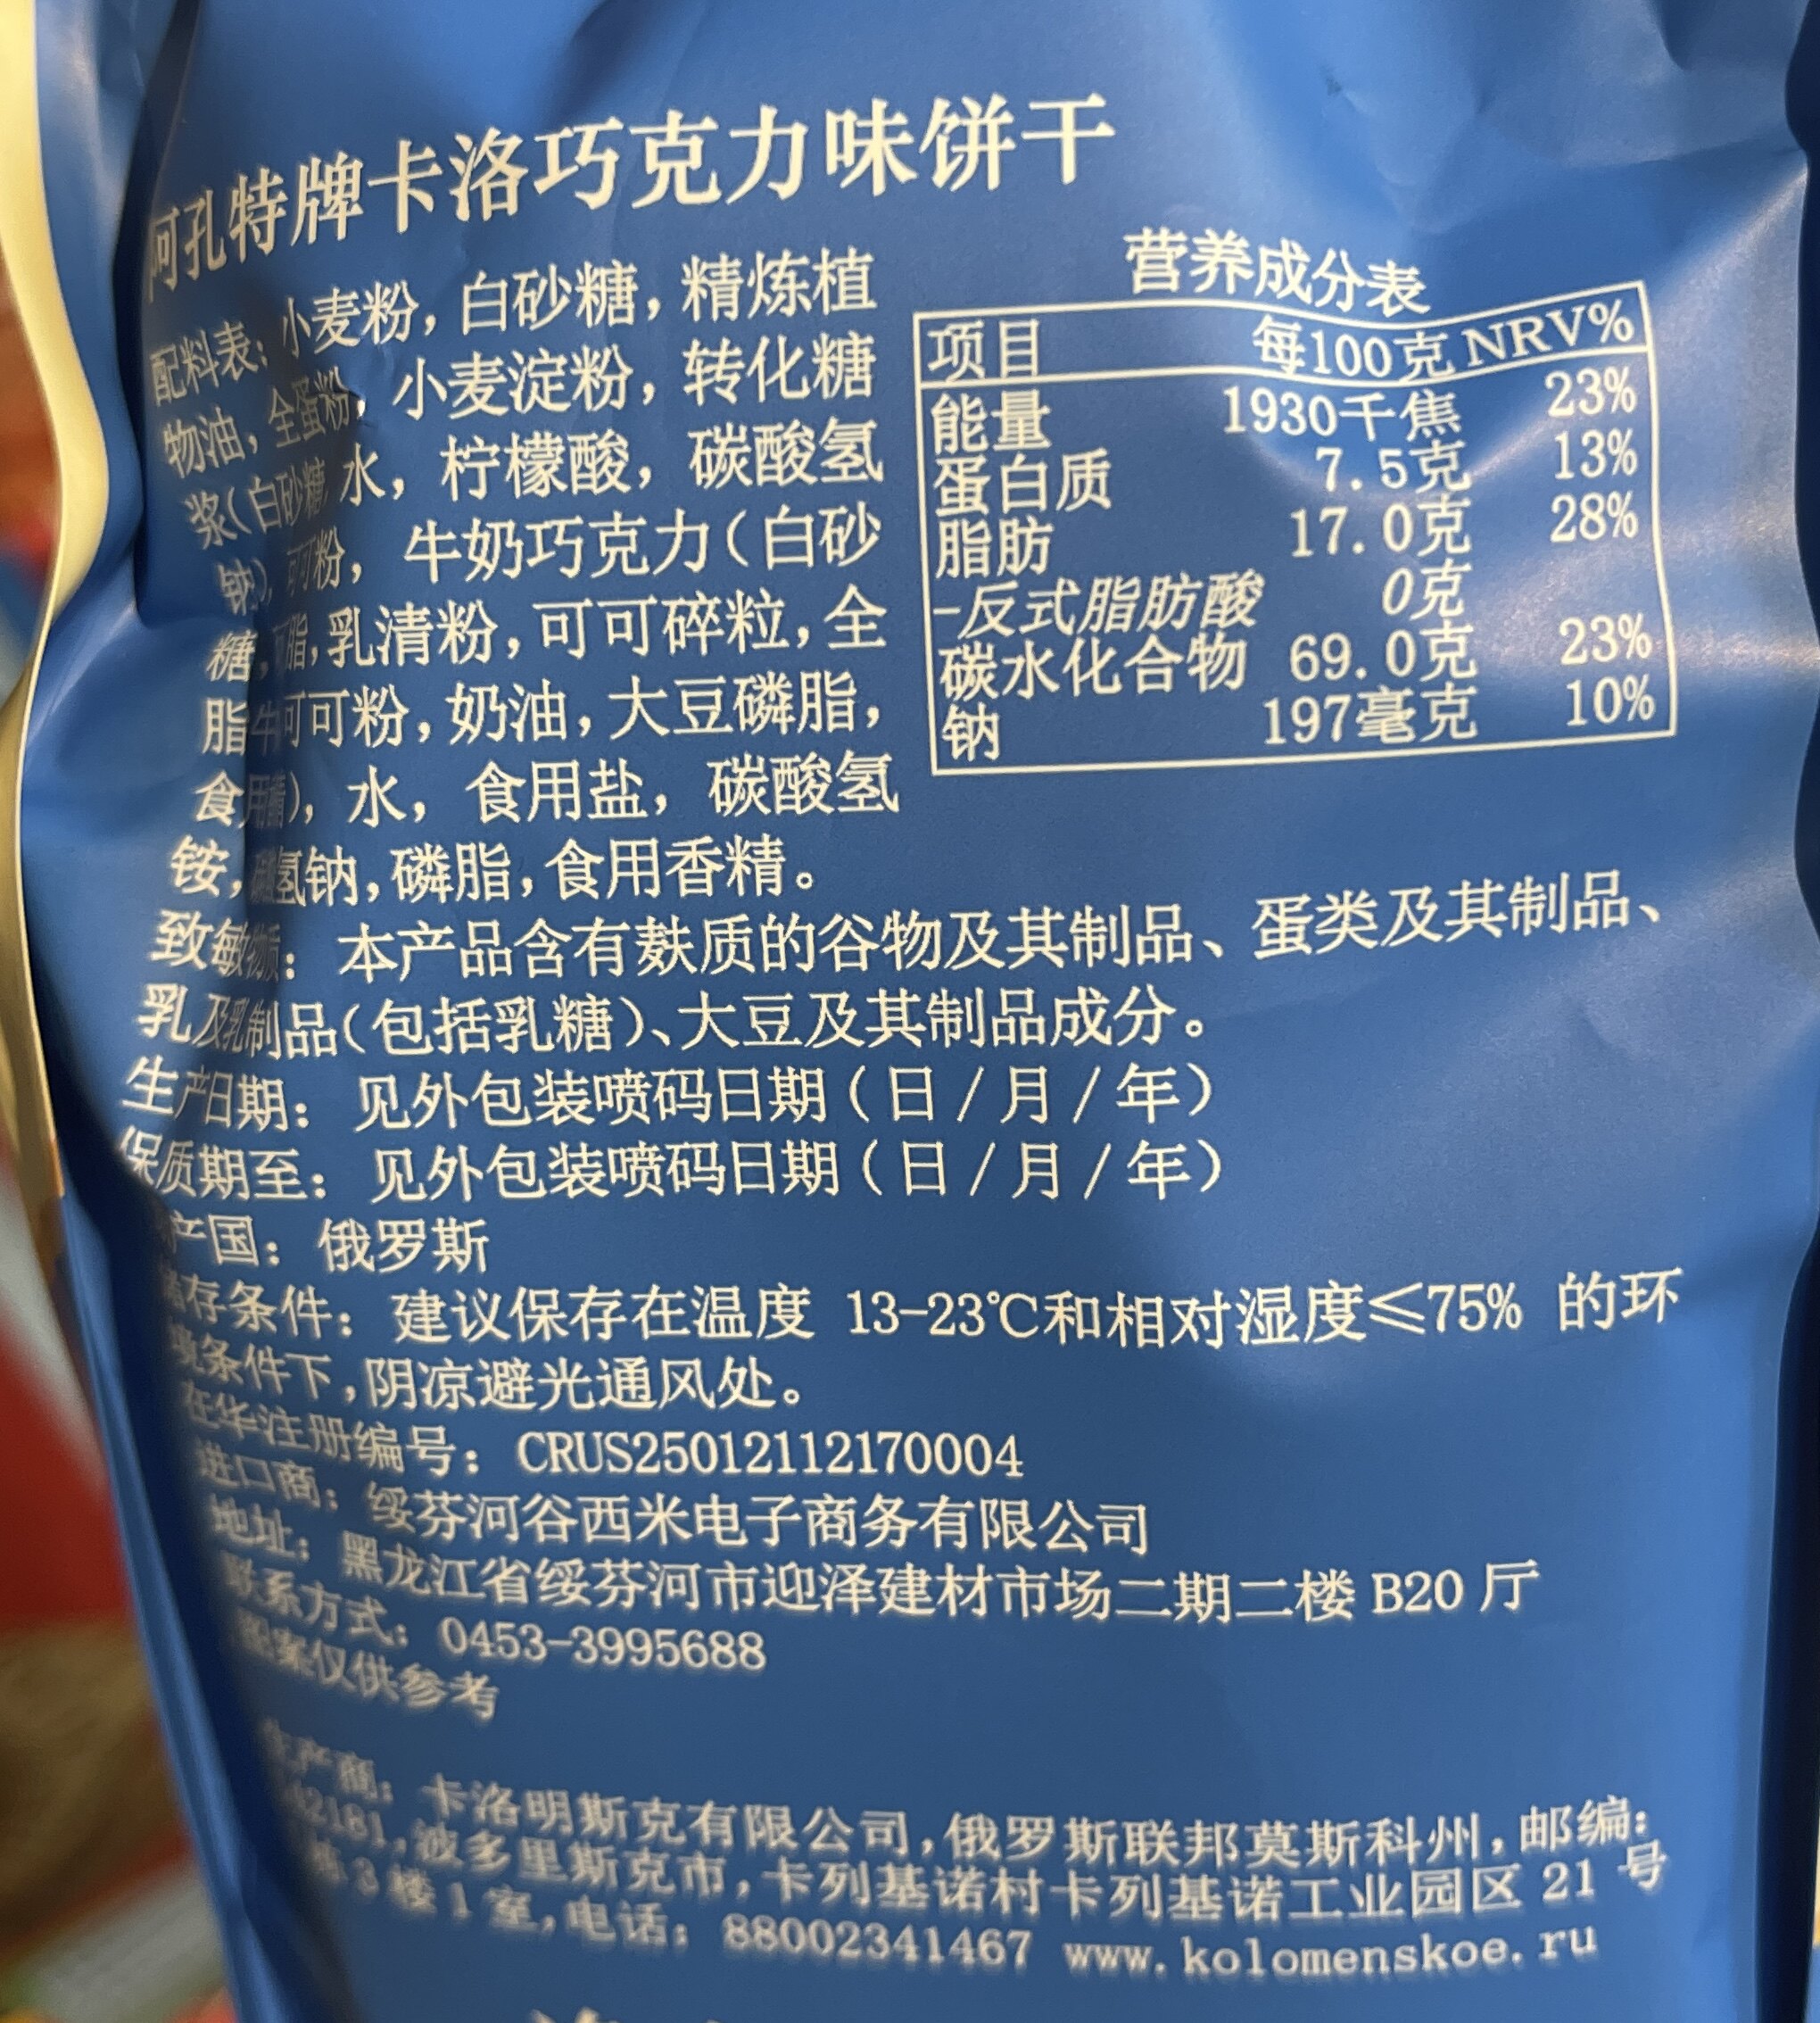 阿孔特牌卡洛巧克力味饼干
配料表：小麦粉，白砂糖，精炼植
物油，全蛋粉，小麦淀粉，转化糖
浆（白砂糖，水，柠檬酸，碳酸氢
钠），可可粉，牛奶巧克力（白砂
糖，可可脂，乳清粉，可可碎粒，全
脂牛可可粉，奶油，大豆磷脂，
食用），水，食用盐，碳酸氢
铵，氢钠，磷脂，食用香精。
营养成分表
项目 每100克 NRV%
能量 1930千焦 23%
蛋白质 7.5克 13%
脂肪 17.0克 28%
-反式脂肪酸 0克
碳水化合物 69.0克 23%
钠 197毫克 10%
致敏物质：本产品含有麸质的谷物及其制品、蛋类及其制品、
乳及乳制品（包括乳糖）、大豆及其制品成分。
生产日期：见外包装喷码日期（日/月/年）
保质期至：见外包装喷码日期（日/月/年）
产国：俄罗斯
存条件：建议保存在温度 13-23℃和相对湿度≤75% 的环
境条件下，阴凉避光通风处。
在华注册编号：CRUS25012112170004
进口商：绥芬河谷西米电子商务有限公司
地址：黑龙江省绥芬河市迎泽建材市场二期二楼 B20 厅
联系方式：0453-3995688
图案仅供参考
生产商：卡洛明斯克有限公司，俄罗斯联邦莫斯科州，邮编：
波多里斯克市，卡列基诺村卡列基诺工业园区 21 号
3 楼 1 室，电话：88002341467 www.kolomenskoe.ru